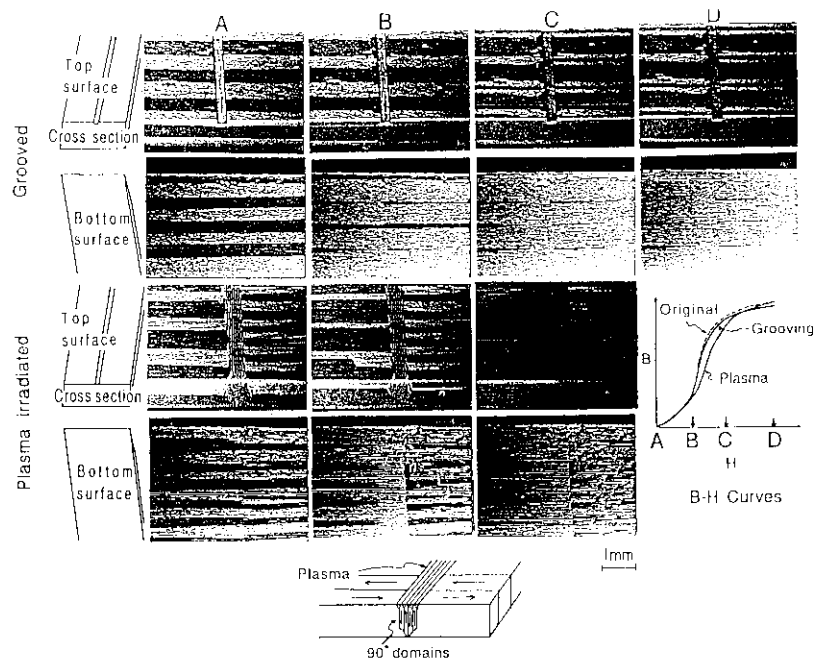 A B C D
Grooved
Top
surface
Cross section
Bottom
surface
Plasma irradiated
Top
surface
Cross section
Bottom
surface
Original
Grooving
B
Plasma
A B C D
H
B-H Curves
1mm
Plasma
90° domains